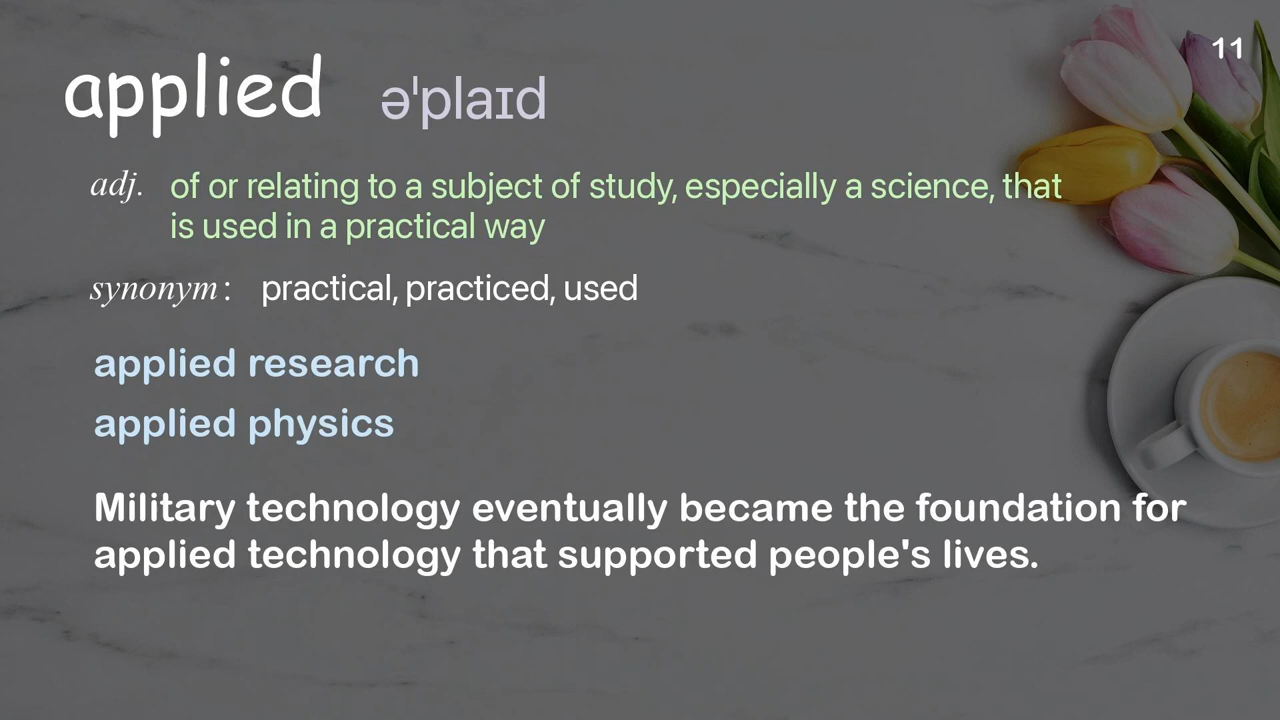 11
applied əˈplaɪd
adj. of or relating to a subject of study, especially a science, that
is used in a practical way
synonym: practical, practiced, used
applied research
applied physics
Military technology eventually became the foundation for
applied technology that supported people's lives.